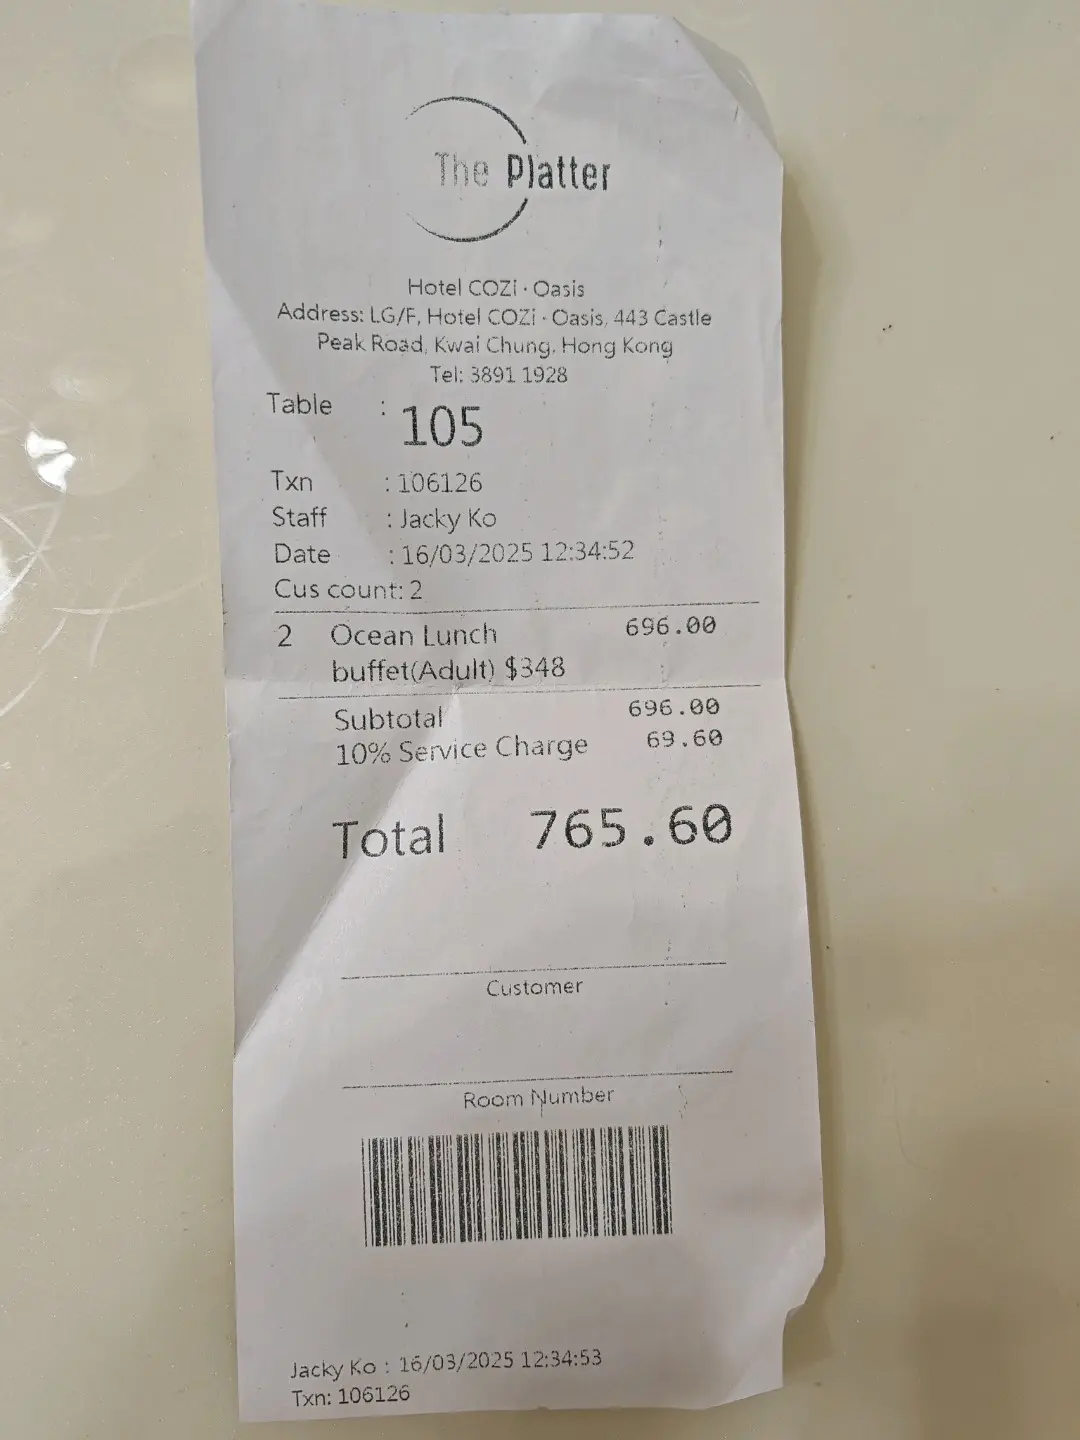 The Platter
Hotel COZi · Oasis
Address: LG/F, Hotel COZi · Oasis, 443 Castle
Peak Road, Kwai Chung, Hong Kong
Tel: 3891 1928
Table : 105
Txn : 106126
Staff : Jacky Ko
Date : 16/03/2025 12:34:52
Cus count: 2
2 Ocean Lunch 696.00
buffet(Adult) $348
Subtotal 696.00
10% Service Charge 69.60
Total 765.60
Customer
Room Number
Jacky Ko : 16/03/2025 12:34:53
Txn: 106126